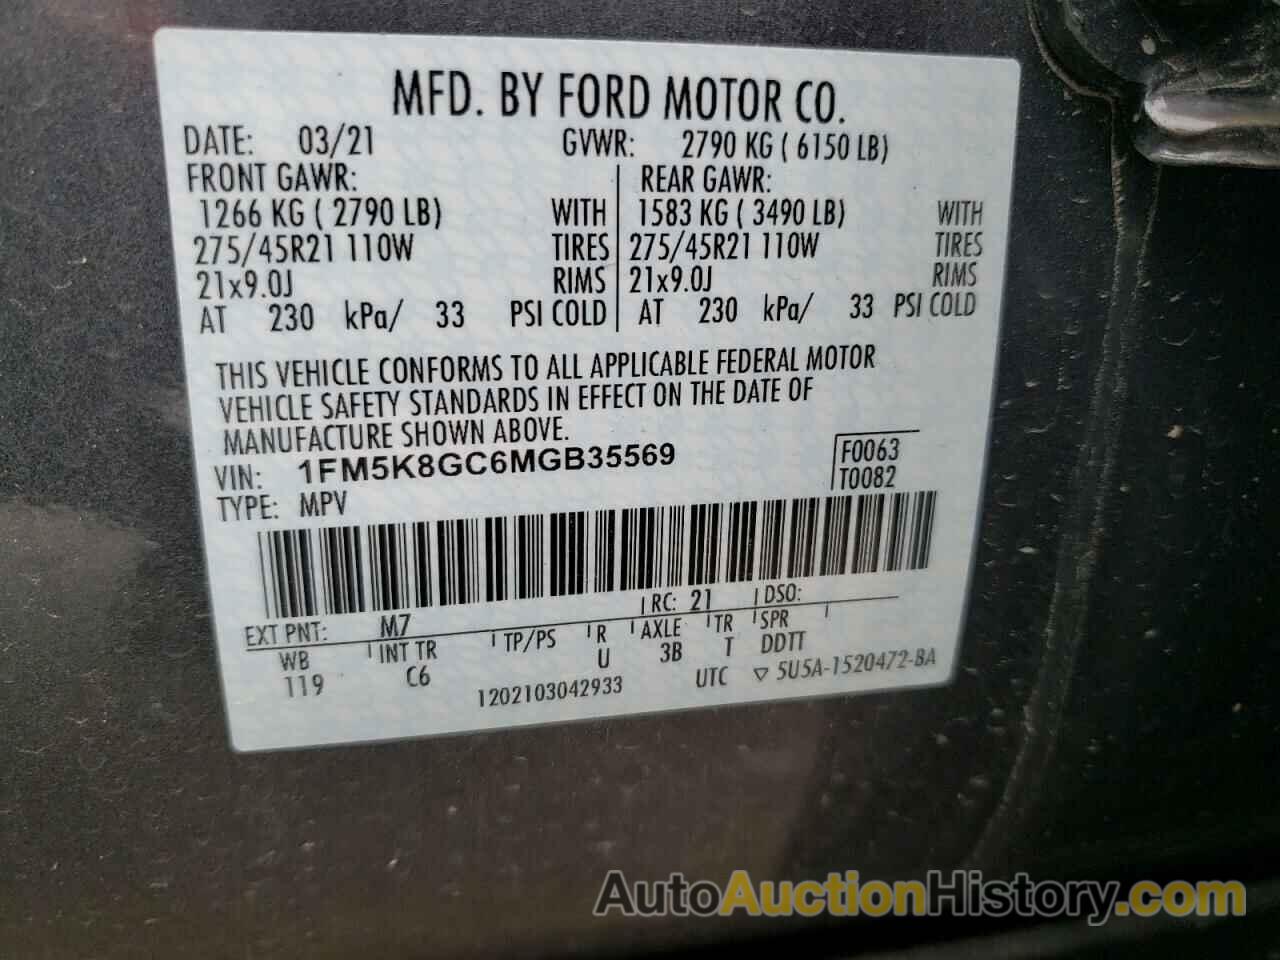 MFD. BY FORD MOTOR CO.
DATE: 03/21 GVWR: 2790 KG ( 6150 LB)
FRONT GAWR: REAR GAWR:
1266 KG ( 2790 LB) WITH 1583 KG ( 3490 LB) WITH
275/45R21 110W TIRES 275/45R21 110W TIRES
21x9.0J RIMS 21x9.0J RIMS
AT 230 kPa/ 33 PSI COLD AT 230 kPa/ 33 PSI COLD
THIS VEHICLE CONFORMS TO ALL APPLICABLE FEDERAL MOTOR
VEHICLE SAFETY STANDARDS IN EFFECT ON THE DATE OF
MANUFACTURE SHOWN ABOVE.
VIN: 1FM5K8GC6MGB35569 F0063
TYPE: MPV T0082
EXT PNT: M7 RC: 21 DSO:
WB INT TR TP/PS R AXLE TR SPR
119 C6 U 3B T DDTT
1202103042933 UTC ▽ 5U5A-1520472-BA
AutoAuctionHistory.com